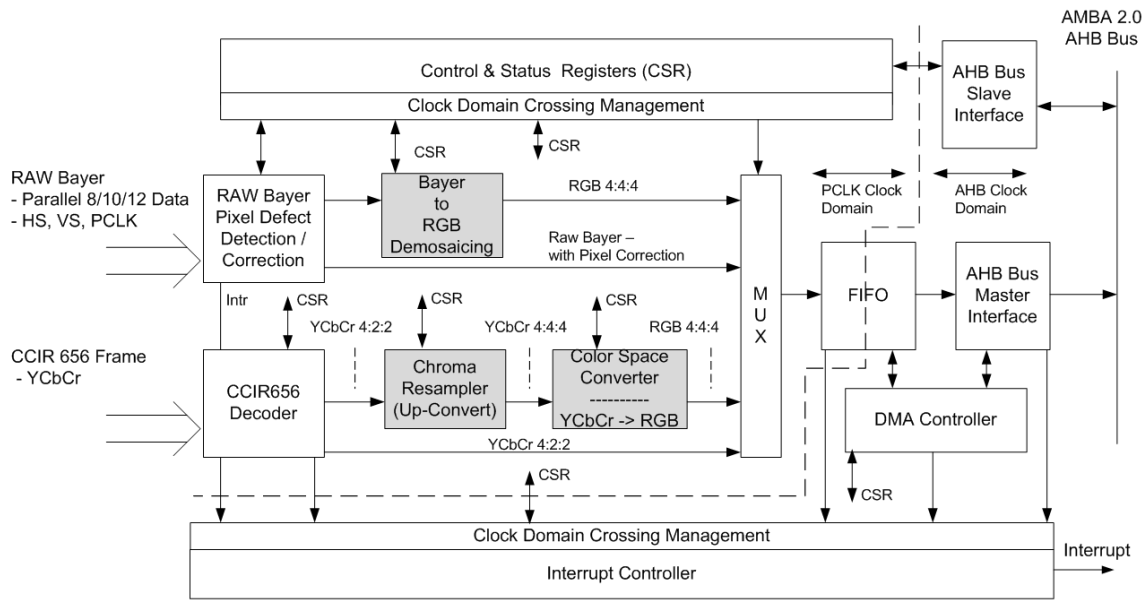 AMBA 2.0
AHB Bus
Control & Status Registers (CSR)
Clock Domain Crossing Management
AHB Bus
Slave
Interface
CSR
CSR
RAW Bayer
- Parallel 8/10/12 Data
- HS, VS, PCLK
RAW Bayer
Pixel Defect
Detection /
Correction
Bayer
to
RGB
Demosaicing
RGB 4:4:4
Raw Bayer –
with Pixel Correction
PCLK Clock
Domain
AHB Clock
Domain
MUX
FIFO
AHB Bus
Master
Interface
Intr
CSR
CSR
CSR
YCbCr 4:2:2
YCbCr 4:4:4
RGB 4:4:4
CCIR 656 Frame
- YCbCr
CCIR656
Decoder
Chroma
Resampler
(Up-Convert)
Color Space
Converter
----------
YCbCr -> RGB
YCbCr 4:2:2
DMA Controller
CSR
CSR
Clock Domain Crossing Management
Interrupt Controller
Interrupt